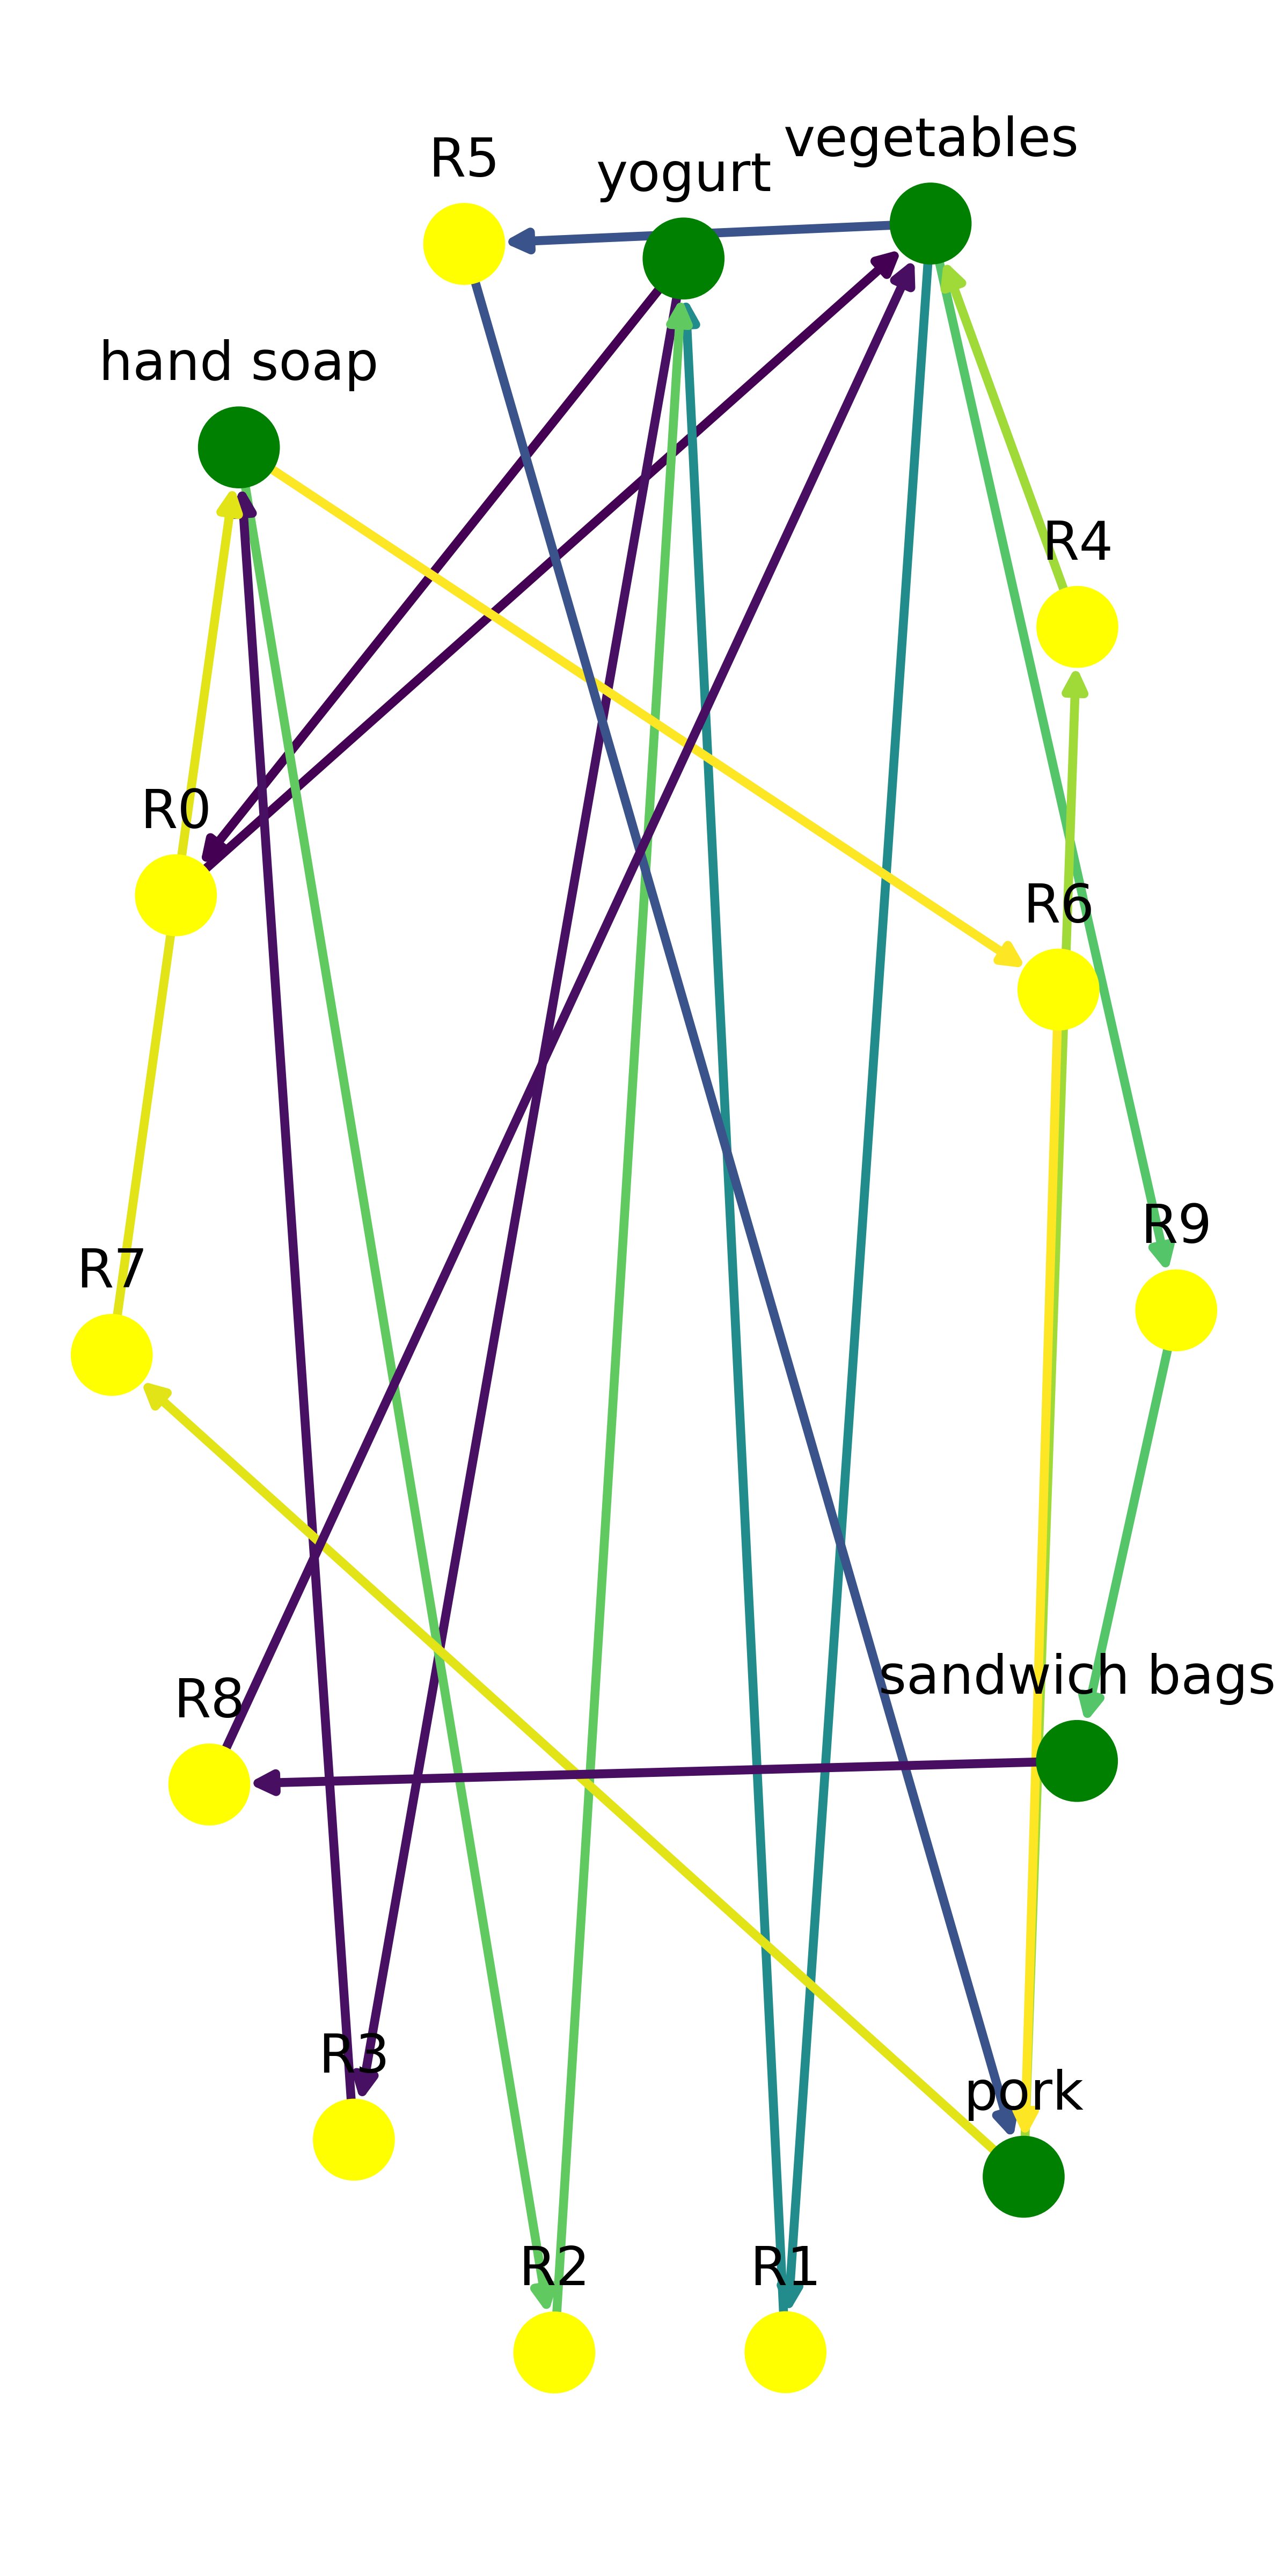 vegetables
R5
yogurt
hand soap
R4
R0
R6
R9
R7
sandwich bags
R8
R3
pork
R2
R1